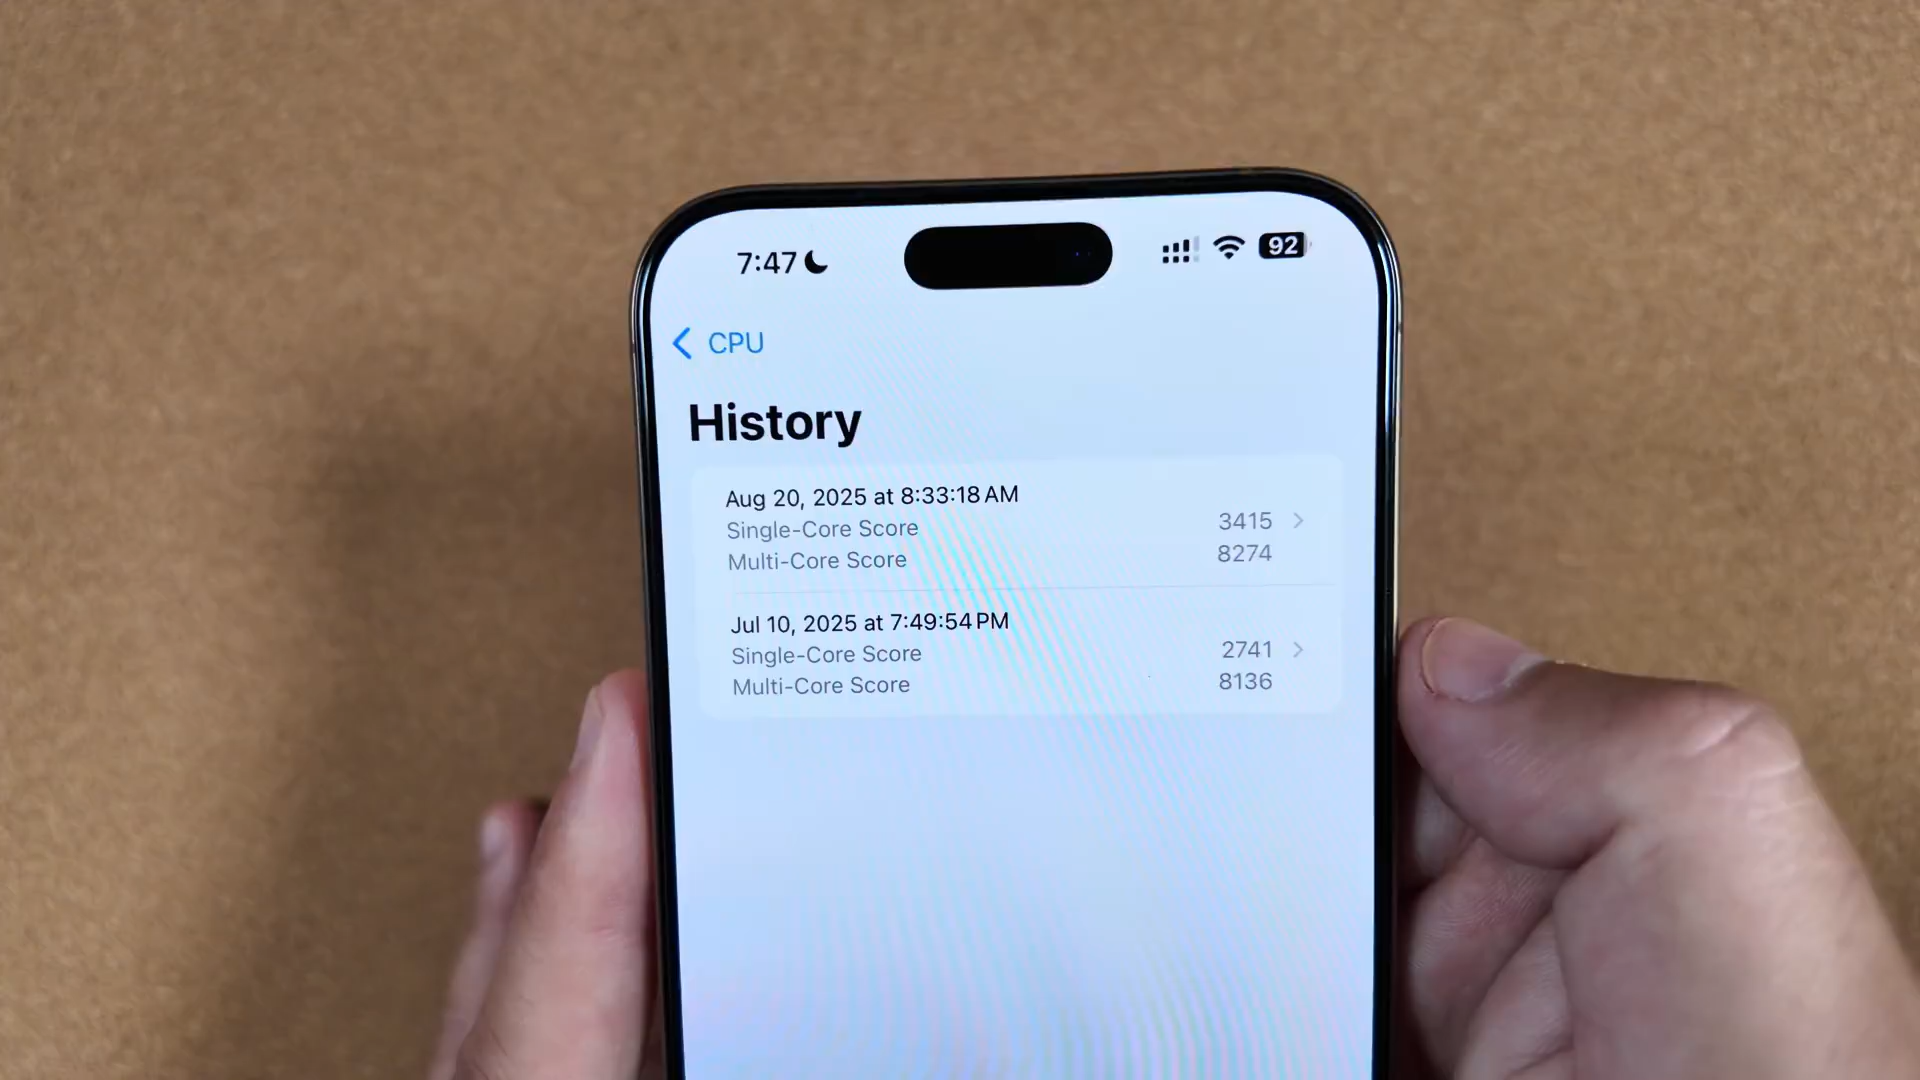 7:47
92
CPU
History
Aug 20, 2025 at 8:33:18 AM
Single-Core Score 3415
Multi-Core Score 8274
Jul 10, 2025 at 7:49:54 PM
Single-Core Score 2741
Multi-Core Score 8136